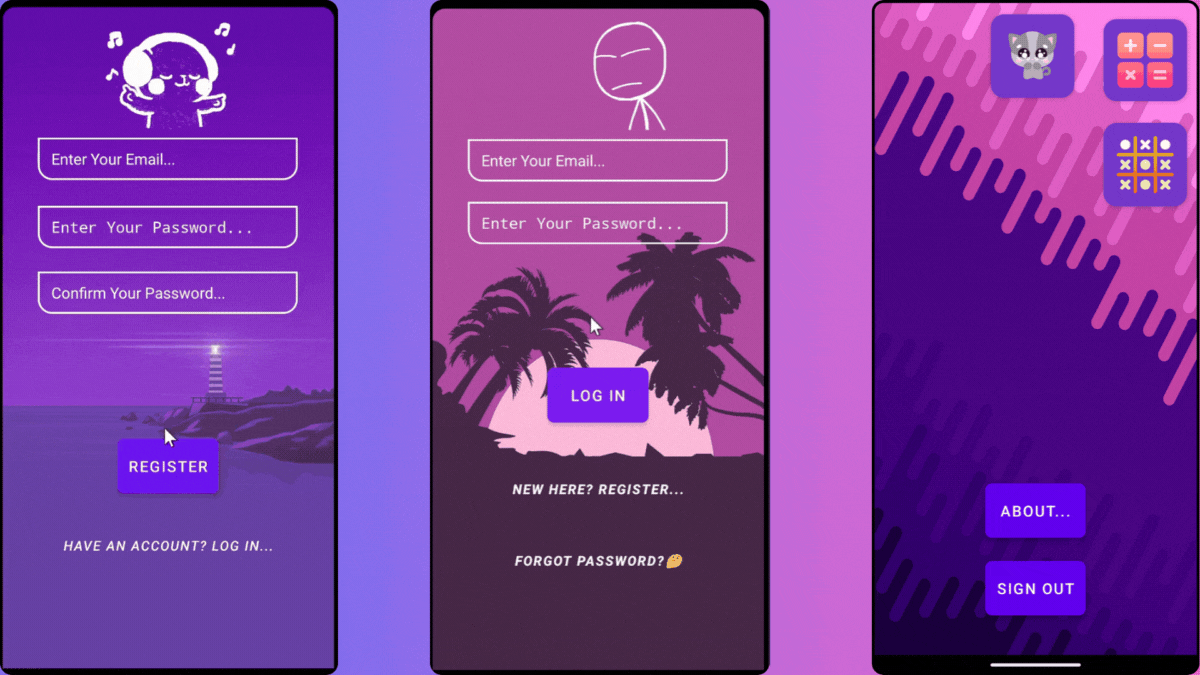 Enter Your Email...
Enter Your Password...
Confirm Your Password...
REGISTER
HAVE AN ACCOUNT? LOG IN...
Enter Your Email...
Enter Your Password...
LOG IN
NEW HERE? REGISTER...
FORGOT PASSWORD?🤔
ABOUT...
SIGN OUT